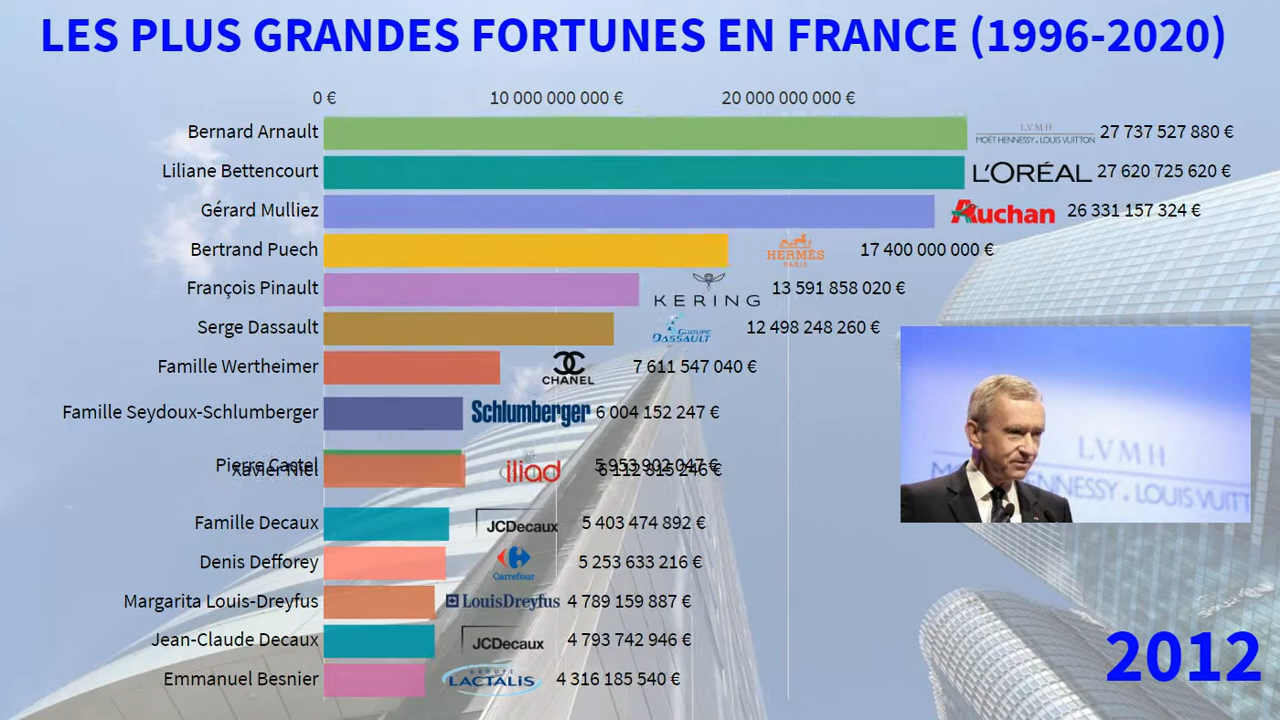 LES PLUS GRANDES FORTUNES EN FRANCE (1996-2020)
0 € 10 000 000 000 € 20 000 000 000 €
Bernard Arnault LVMH MOËT HENNESSY . LOUIS VUITTON 27 737 527 880 €
Liliane Bettencourt L'ORÉAL 27 620 725 620 €
Gérard Mulliez Auchan 26 331 157 324 €
Bertrand Puech HERMÈS PARIS 17 400 000 000 €
François Pinault KERING 13 591 858 020 €
Serge Dassault GROUPE DASSAULT 12 498 248 260 €
Famille Wertheimer CHANEL 7 611 547 040 €
Famille Seydoux-Schlumberger Schlumberger 6 004 152 247 €
Pierre Castel
Xavier Niel iliad
Famille Decaux JCDecaux 5 403 474 892 €
Denis Defforey Carrefour 5 253 633 216 €
Margarita Louis-Dreyfus LouisDreyfus 4 789 159 887 €
Jean-Claude Decaux JCDecaux 4 793 742 946 €
Emmanuel Besnier GROUPE LACTALIS 4 316 185 540 €
LVMH
HENNESSY . LOUIS VUITT
2012